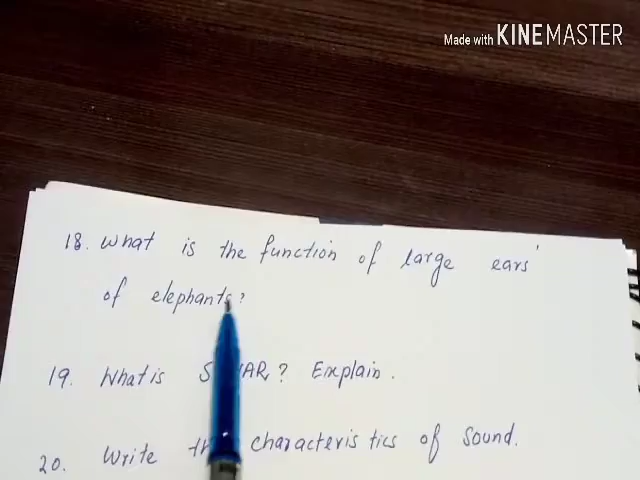 Made with KINEMASTER
18. What is the function of large ears'
of elephants?
19. What is Explain.
20. Write characteristics of sound.